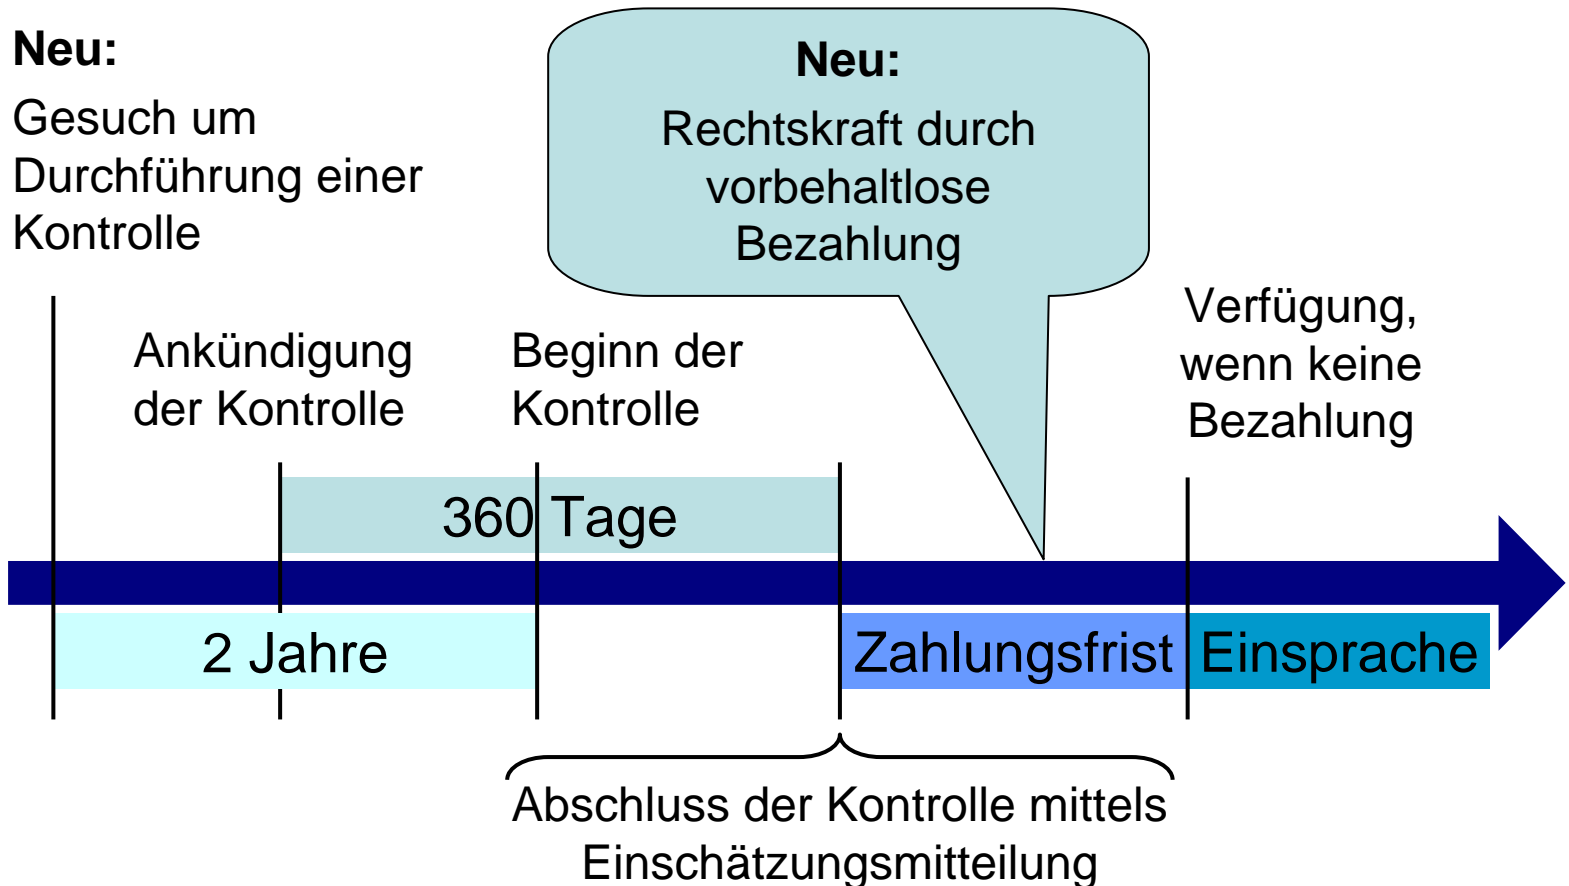 Neu:
Gesuch um
Durchführung einer
Kontrolle
Neu:
Rechtskraft durch
vorbehaltlose
Bezahlung
Ankündigung
der Kontrolle
Beginn der
Kontrolle
Verfügung,
wenn keine
Bezahlung
360 Tage
2 Jahre
Zahlungsfrist
Einsprache
Abschluss der Kontrolle mittels
Einschätzungsmitteilung